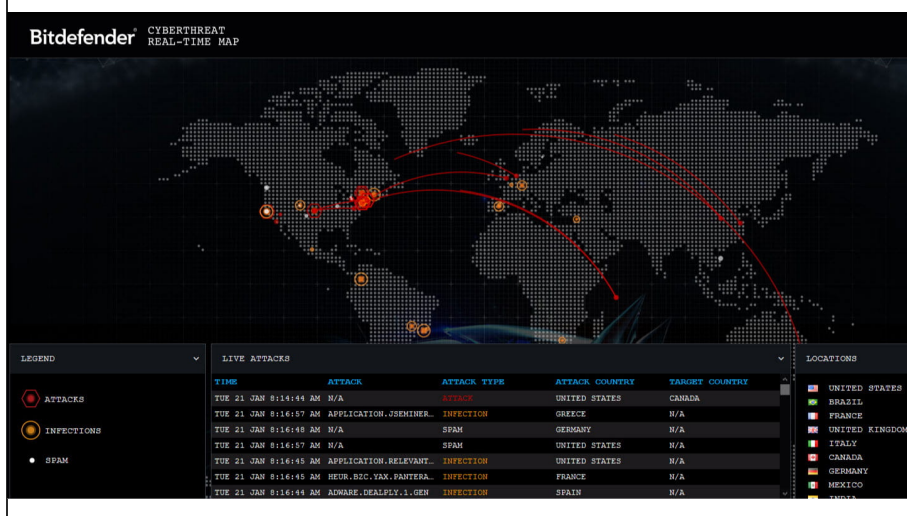 Bitdefender® CYBERTHREAT
REAL-TIME MAP
LEGEND
ATTACKS
INFECTIONS
SPAM
LIVE ATTACKS
TIME ATTACK ATTACK TYPE ATTACK COUNTRY TARGET COUNTRY
TUE 21 JAN 8:14:44 AM N/A ATTACK UNITED STATES CANADA
TUE 21 JAN 8:16:57 AM APPLICATION.JSEMINER... INFECTION GREECE N/A
TUE 21 JAN 8:16:48 AM N/A SPAM GERMANY N/A
TUE 21 JAN 8:16:57 AM N/A SPAM UNITED STATES N/A
TUE 21 JAN 8:16:45 AM APPLICATION.RELEVANT... INFECTION UNITED STATES N/A
TUE 21 JAN 8:16:45 AM HEUR.BZC.YAX.PANTERA... INFECTION FRANCE N/A
TUE 21 JAN 8:16:44 AM ADWARE.DEALPLY.1.GEN INFECTION SPAIN N/A
LOCATIONS
UNITED STATES
BRAZIL
FRANCE
UNITED KINGDOM
ITALY
CANADA
GERMANY
MEXICO
INDIA